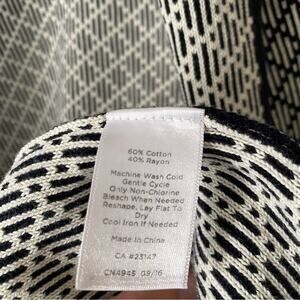 60% Cotton
40% Rayon
Machine Wash Cold
Gentle Cycle
Only Non-Chlorine
Bleach When Needed
Reshape, Lay Flat To
Dry
Cool Iron If Needed
Made In China
CA #23147
CN4945 09/16